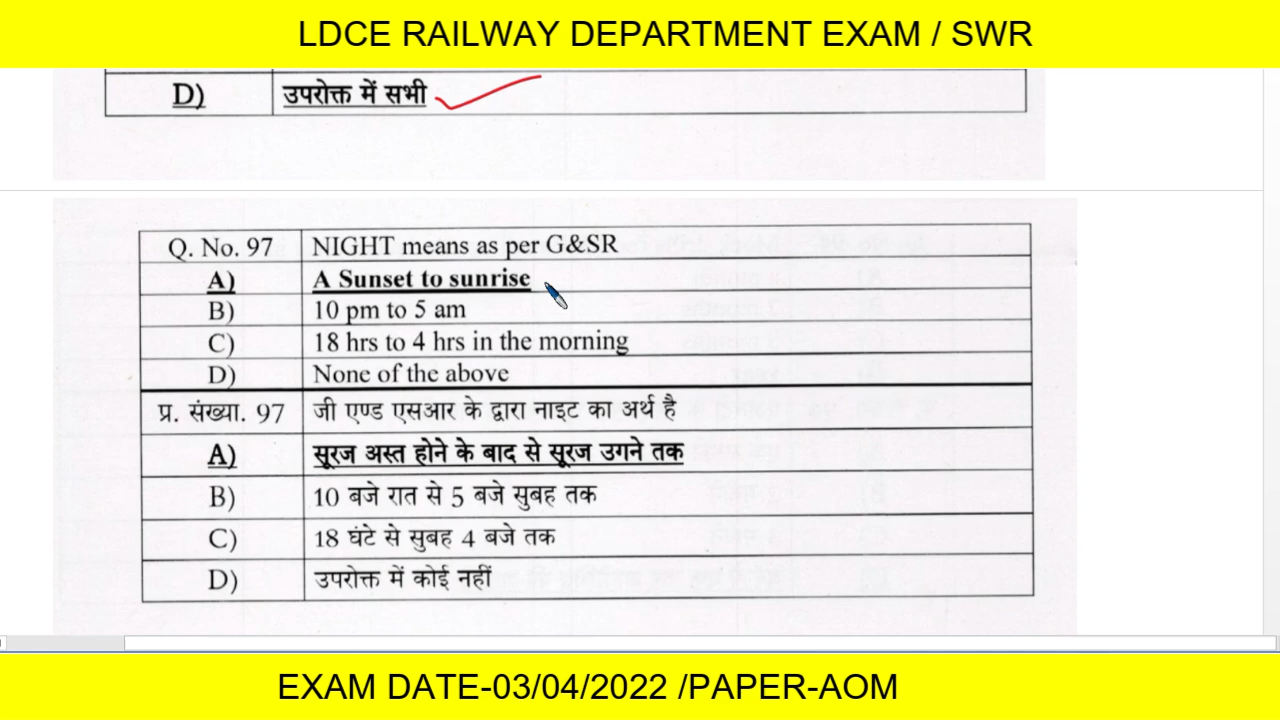 LDCE RAILWAY DEPARTMENT EXAM / SWR
D) उपरोक्त में सभी
Q. No. 97 NIGHT means as per G&SR
A) A Sunset to sunrise
B) 10 pm to 5 am
C) 18 hrs to 4 hrs in the morning
D) None of the above
प्र. संख्या. 97 जी एण्ड एसआर के द्वारा नाइट का अर्थ है
A) सूरज अस्त होने के बाद से सूरज उगने तक
B) 10 बजे रात से 5 बजे सुबह तक
C) 18 घंटे से सुबह 4 बजे तक
D) उपरोक्त में कोई नहीं
EXAM DATE-03/04/2022 /PAPER-AOM